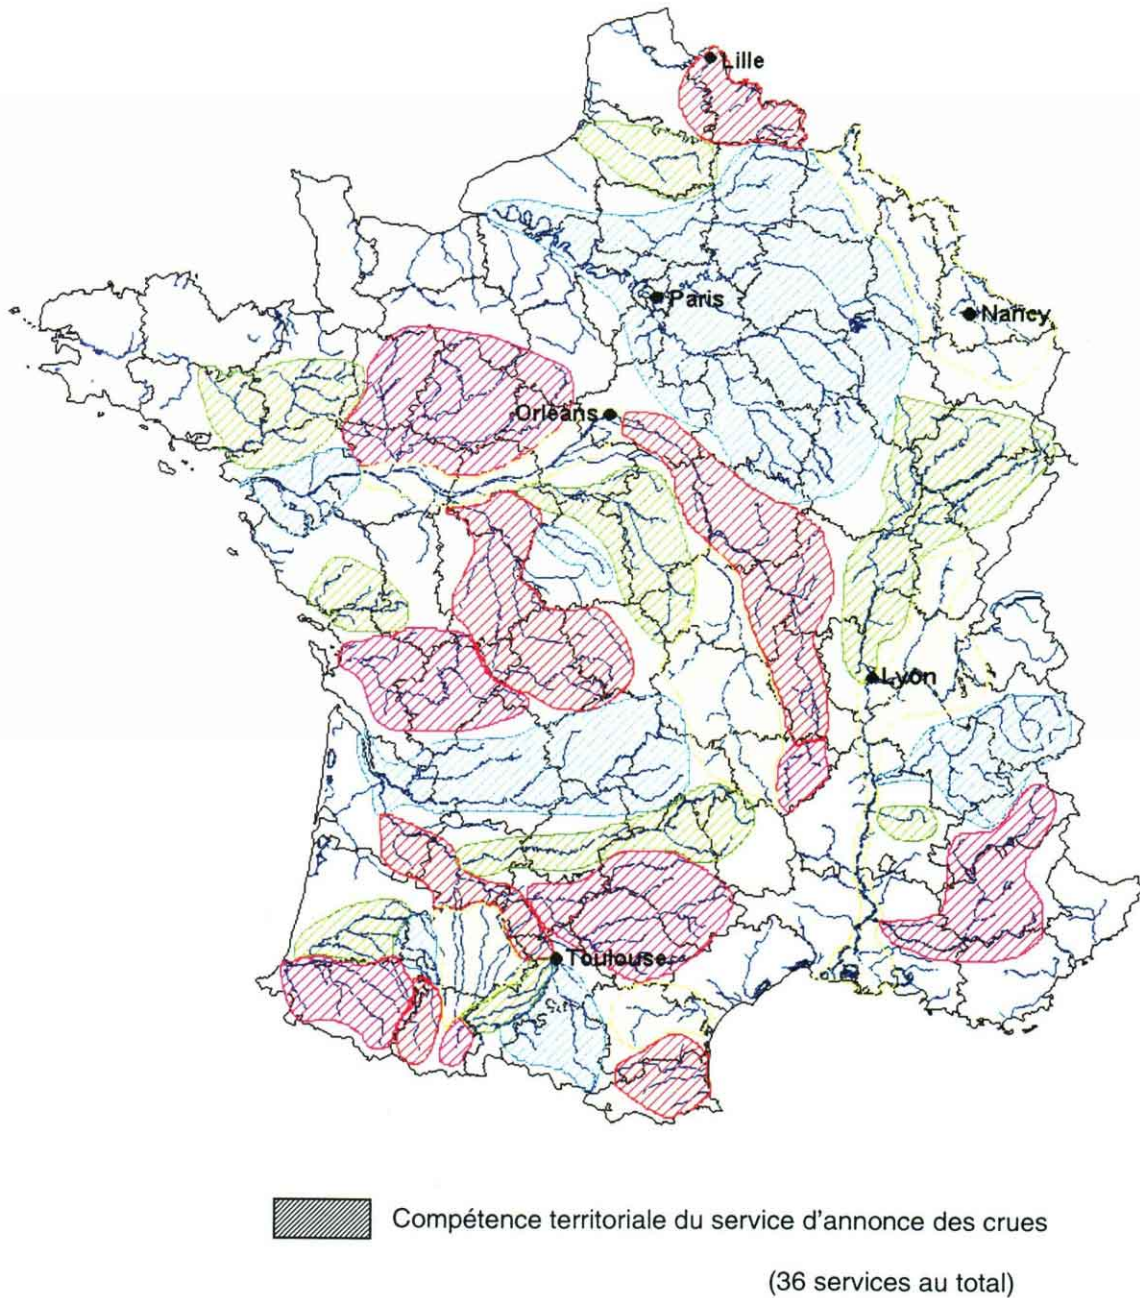 Lille
Paris
Nancy
Orléans
Lyon
Toulouse
Compétence territoriale du service d'annonce des crues
(36 services au total)